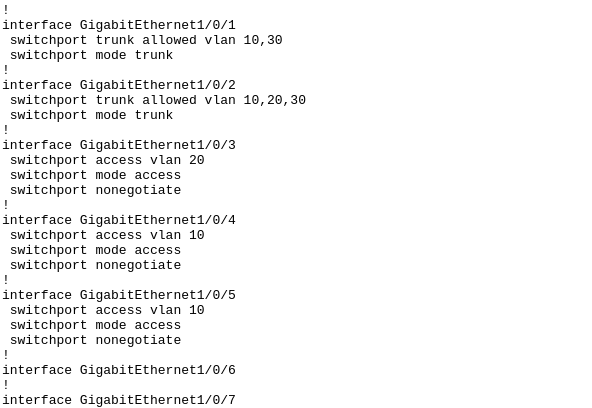 !
interface GigabitEthernet1/0/1
 switchport trunk allowed vlan 10,30
 switchport mode trunk
!
interface GigabitEthernet1/0/2
 switchport trunk allowed vlan 10,20,30
 switchport mode trunk
!
interface GigabitEthernet1/0/3
 switchport access vlan 20
 switchport mode access
 switchport nonegotiate
!
interface GigabitEthernet1/0/4
 switchport access vlan 10
 switchport mode access
 switchport nonegotiate
!
interface GigabitEthernet1/0/5
 switchport access vlan 10
 switchport mode access
 switchport nonegotiate
!
interface GigabitEthernet1/0/6
!
interface GigabitEthernet1/0/7